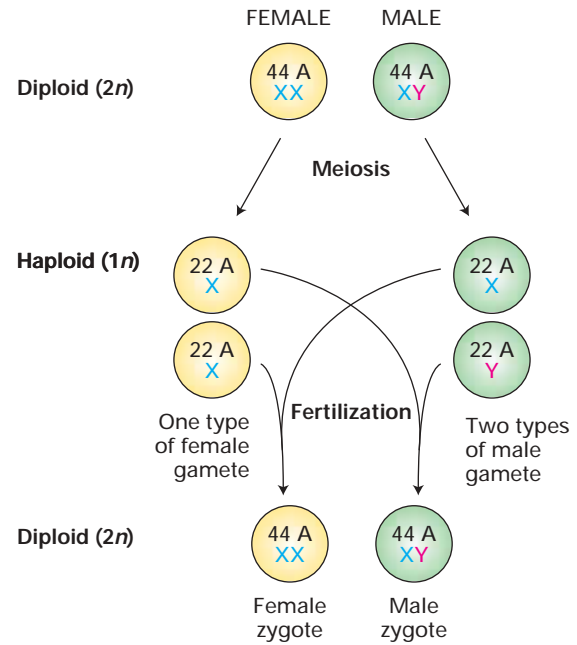 FEMALE MALE
44 A 44 A
Diploid (2n) XX XY
Meiosis
Haploid (1n) 22 A 22 A
X X
22 A 22 A
X Y
Fertilization
One type
of female
gamete
Two types
of male
gamete
Diploid (2n) 44 A 44 A
XX XY
Female
zygote
Male
zygote